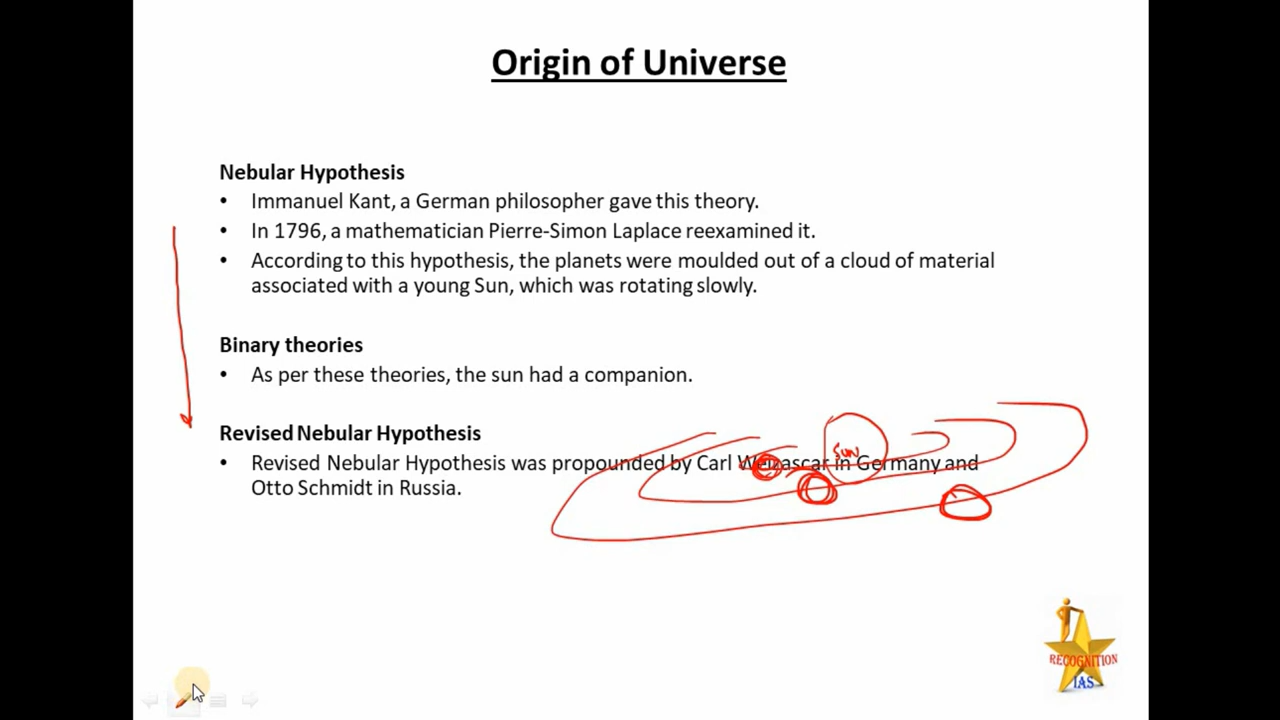 Origin of Universe
Nebular Hypothesis
• Immanuel Kant, a German philosopher gave this theory.
• In 1796, a mathematician Pierre-Simon Laplace reexamined it.
• According to this hypothesis, the planets were moulded out of a cloud of material
associated with a young Sun, which was rotating slowly.
Binary theories
• As per these theories, the sun had a companion.
Revised Nebular Hypothesis
• Revised Nebular Hypothesis was propounded by Carl Weizascar in Germany and
Otto Schmidt in Russia.
Sun
RECOGNITION
IAS